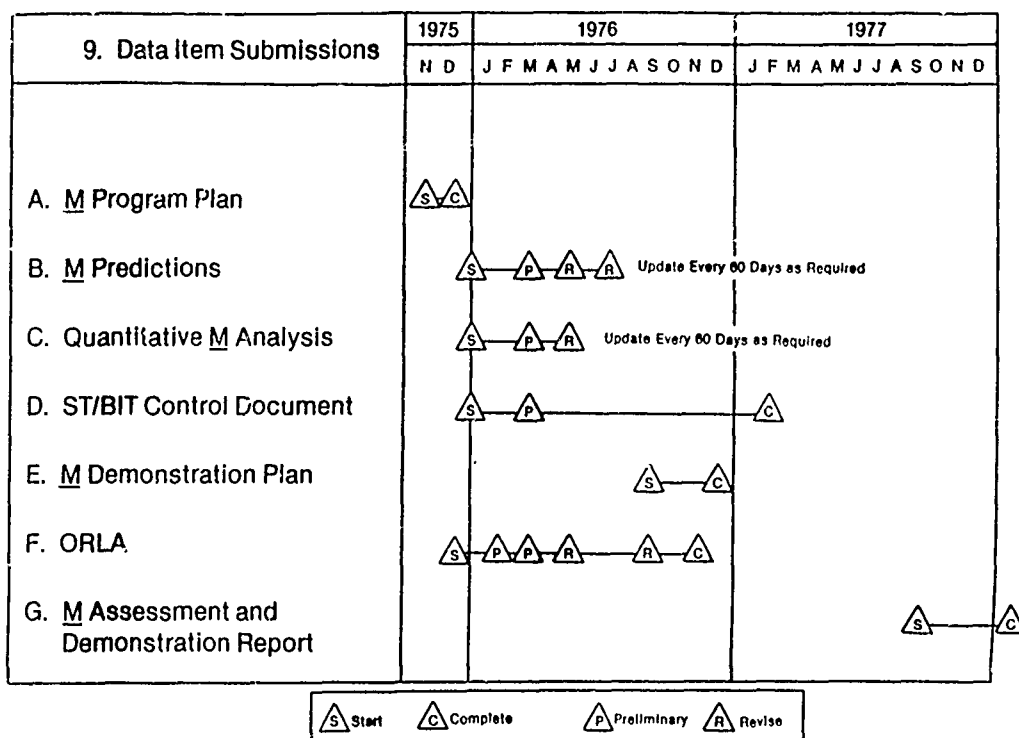 9. Data Item Submissions
1975 1976 1977
N D J F M A M J J A S O N D J F M A M J J A S O N D
A. M Program Plan S C
B. M Predictions S P R R Update Every 60 Days as Required
C. Quantitative M Analysis S P R Update Every 60 Days as Required
D. ST/BIT Control Document S P C
E. M Demonstration Plan S C
F. ORLA S P P R R C
G. M Assessment and
Demonstration Report S C
S Start C Complete P Preliminary R Revise